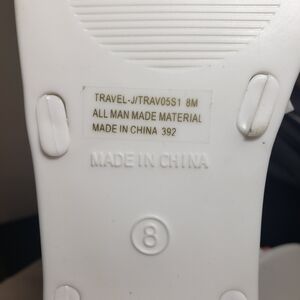 TRAVEL-J/TRAV05S1 8M
ALL MAN MADE MATERIAL
MADE IN CHINA 392
MADE IN CHINA
8